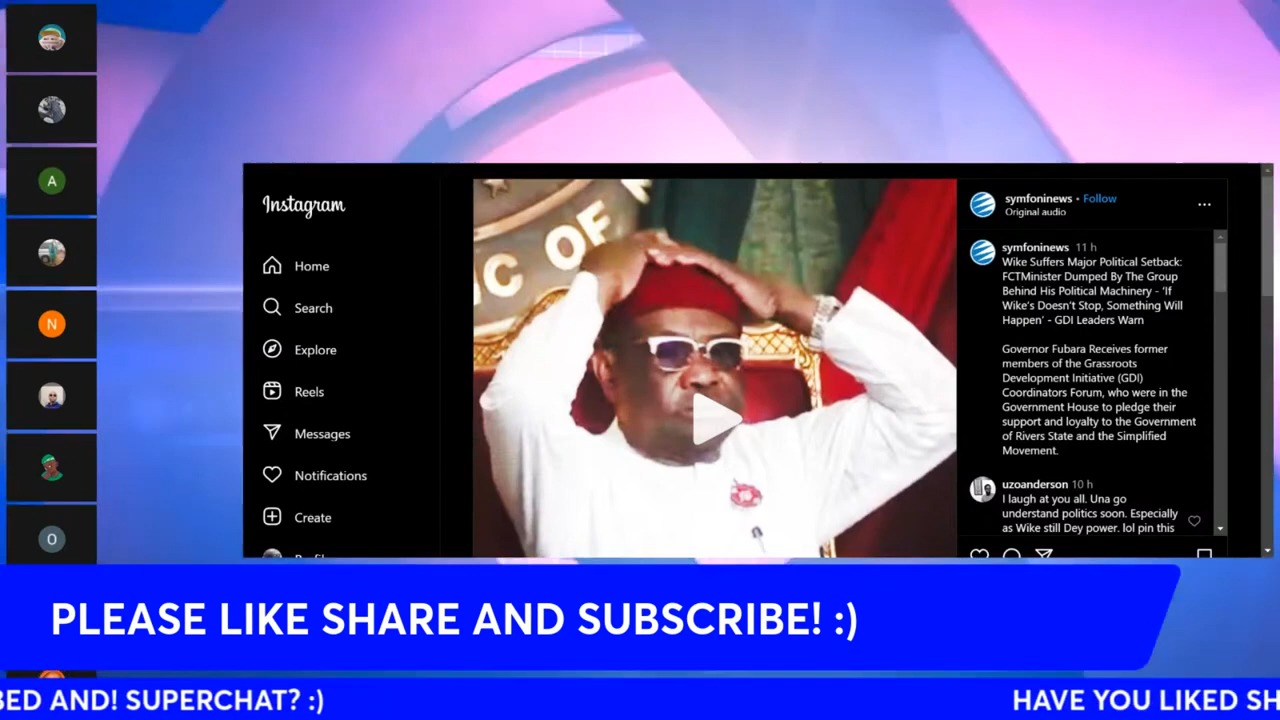 A
N
O
Instagram
Home
Search
Explore
Reels
Messages
Notifications
Create
IC OF N
symfoninews • Follow
Original audio
symfoninews 11 h
Wike Suffers Major Political Setback:
FCTMinister Dumped By The Group
Behind His Political Machinery - 'If
Wike's Doesn't Stop, Something Will
Happen' - GDI Leaders Warn
Governor Fubara Receives former
members of the Grassroots
Development Initiative (GDI)
Coordinators Forum, who were in the
Government House to pledge their
support and loyalty to the Government
of Rivers State and the Simplified
Movement.
uzoanderson 10 h
I laugh at you all. Una go
understand politics soon. Especially
as Wike still Dey power. lol pin this
PLEASE LIKE SHARE AND SUBSCRIBE! :)
BED AND! SUPERCHAT? :) HAVE YOU LIKED SH